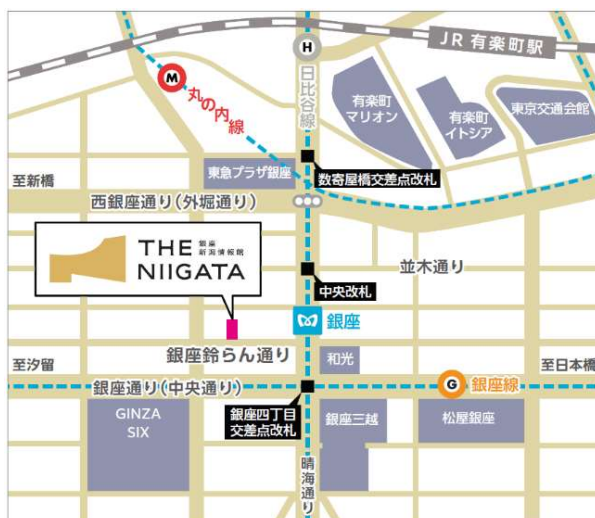 JR 有楽町駅
H
日比谷線
M
丸の内線
有楽町
マリオン
有楽町
イトシア
東京交通会館
東急プラザ銀座
数寄屋橋交差点改札
至新橋
西銀座通り(外堀通り)
THE
NIIGATA
銀座
新潟情報館
並木通り
中央改札
銀座
銀座鈴らん通り
和光
至汐留
至日本橋
銀座通り(中央通り)
G
銀座線
GINZA
SIX
銀座四丁目
交差点改札
銀座三越
松屋銀座
晴海通り